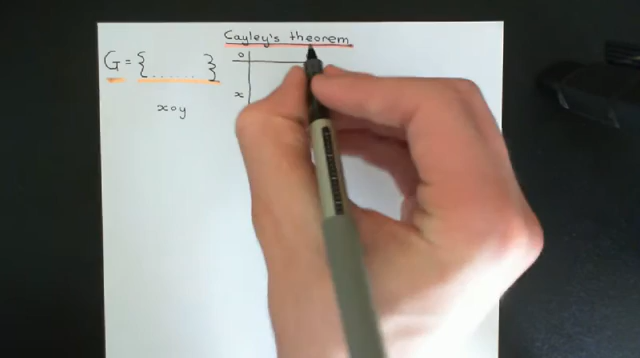 Cayley's theorem
G = {.......}
o
x
x o y